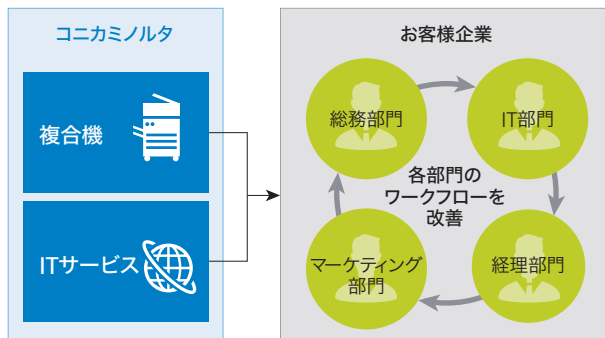 コニカミノルタ
複合機
ITサービス
お客様企業
総務部門
IT部門
各部門の
ワークフローを
改善
マーケティング
部門
経理部門